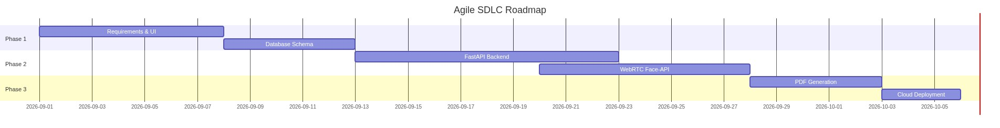 Agile SDLC Roadmap
Phase 1
Requirements & UI
Database Schema
Phase 2
FastAPI Backend
WebRTC Face-API
Phase 3
PDF Generation
Cloud Deployment
2026-09-01 2026-09-03 2026-09-05 2026-09-07 2026-09-09 2026-09-11 2026-09-13 2026-09-15 2026-09-17 2026-09-19 2026-09-21 2026-09-23 2026-09-25 2026-09-27 2026-09-29 2026-10-01 2026-10-03 2026-10-05